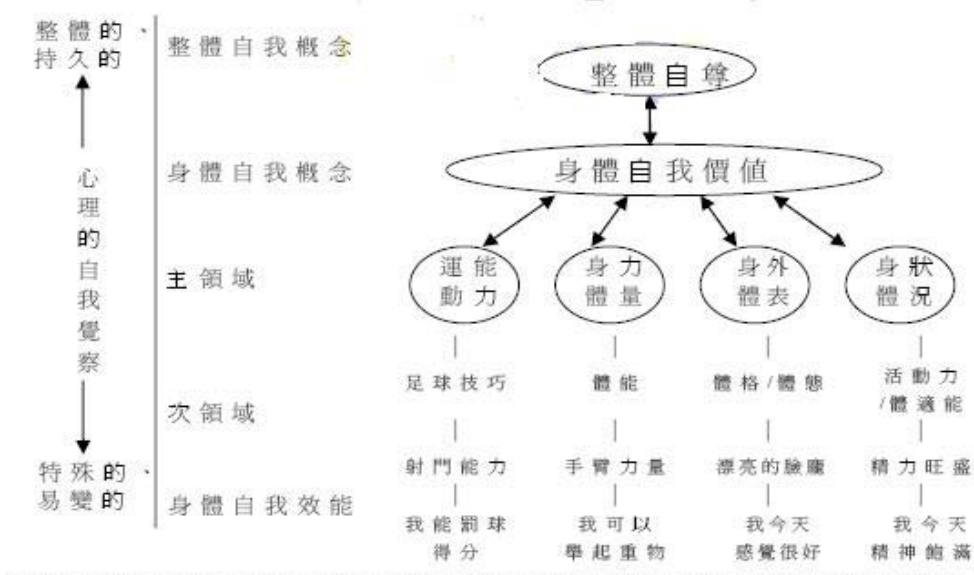 整體的、
持久的
心理的自我覺察
特殊的、
易變的
整體自我概念
身體自我概念
主領域
次領域
身體自我效能
整體自尊
身體自我價值
運動
能力
身體
力量
身體
外表
身體
狀況
足球技巧
體能
體格/體態
活動力
/體適能
射門能力
手臂力量
漂亮的臉龐
精力旺盛
我能罰球
得分
我可以
舉起重物
我今天
感覺很好
我今天
精神飽滿